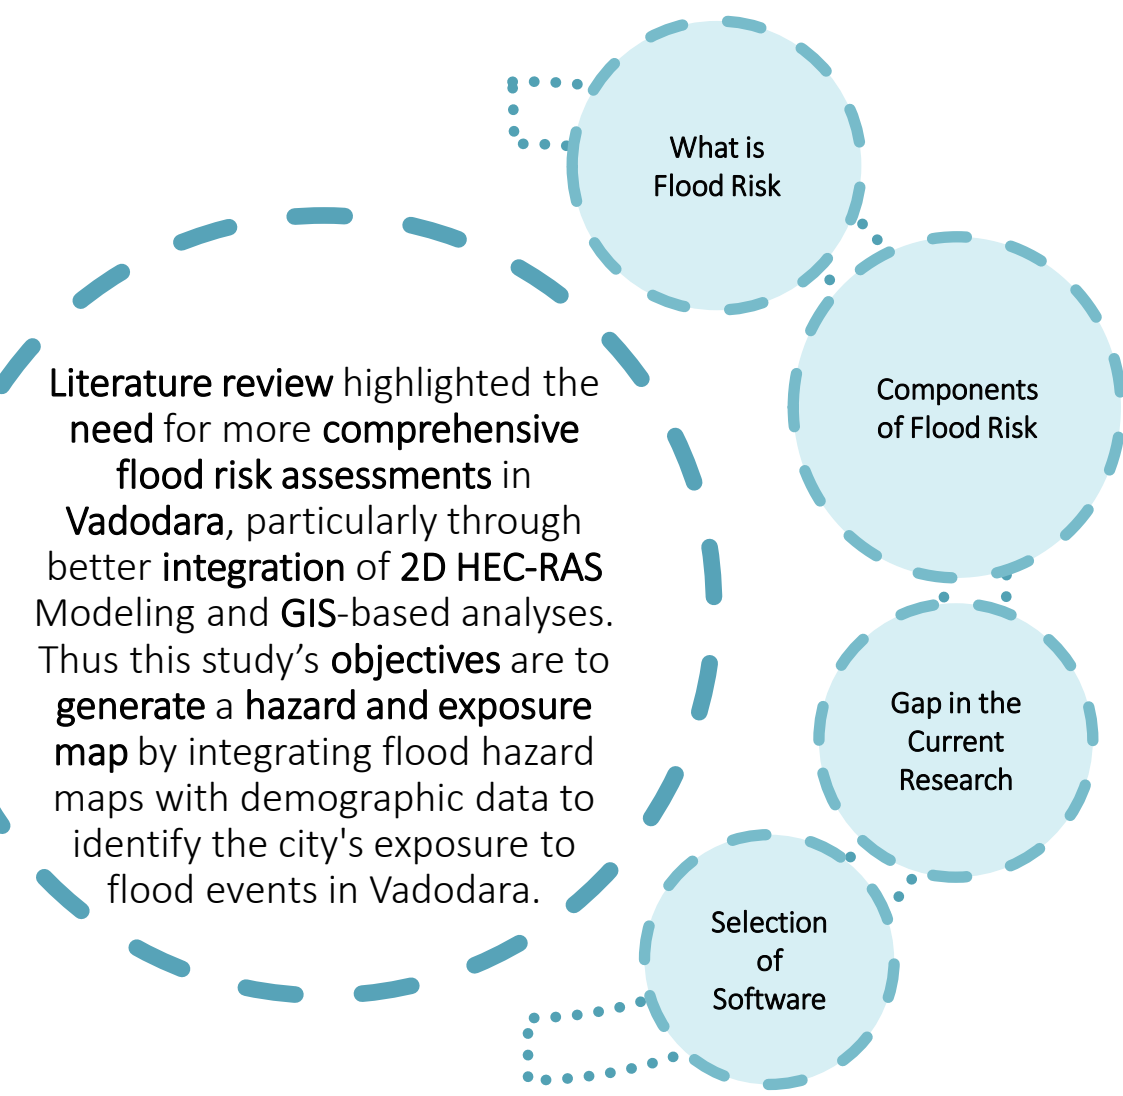 What is
Flood Risk
Components
of Flood Risk
Literature review highlighted the
need for more comprehensive
flood risk assessments in
Vadodara, particularly through
better integration of 2D HEC-RAS
Modeling and GIS-based analyses.
Thus this study’s objectives are to
generate a hazard and exposure
map by integrating flood hazard
maps with demographic data to
identify the city's exposure to
flood events in Vadodara.
Gap in the
Current
Research
Selection
of
Software